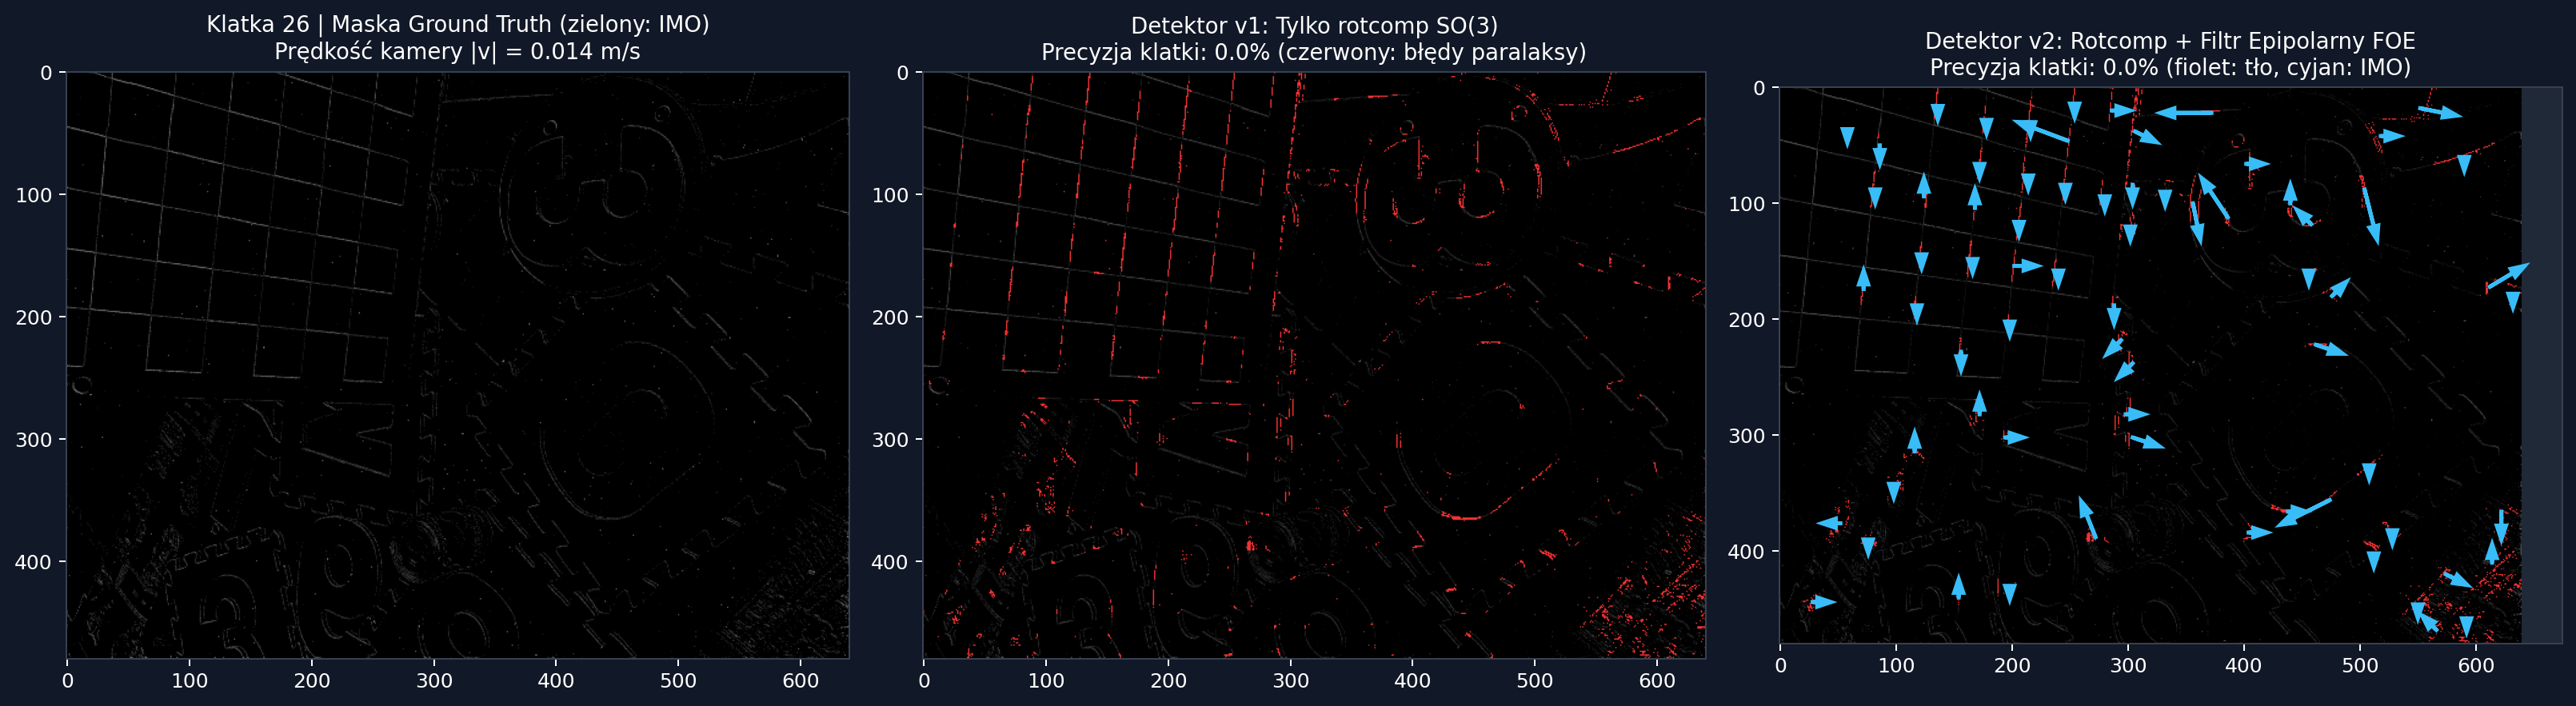 Klatka 26 | Maska Ground Truth (zielony: IMO)
Prędkość kamery |v| = 0.014 m/s
0
100
200
300
400
0 100 200 300 400 500 600
Detektor v1: Tylko rotcomp SO(3)
Precyzja klatki: 0.0% (czerwony: błędy paralaksy)
0
100
200
300
400
0 100 200 300 400 500 600
Detektor v2: Rotcomp + Filtr Epipolarny FOE
Precyzja klatki: 0.0% (fiolet: tło, cyjan: IMO)
0
100
200
300
400
0 100 200 300 400 500 600